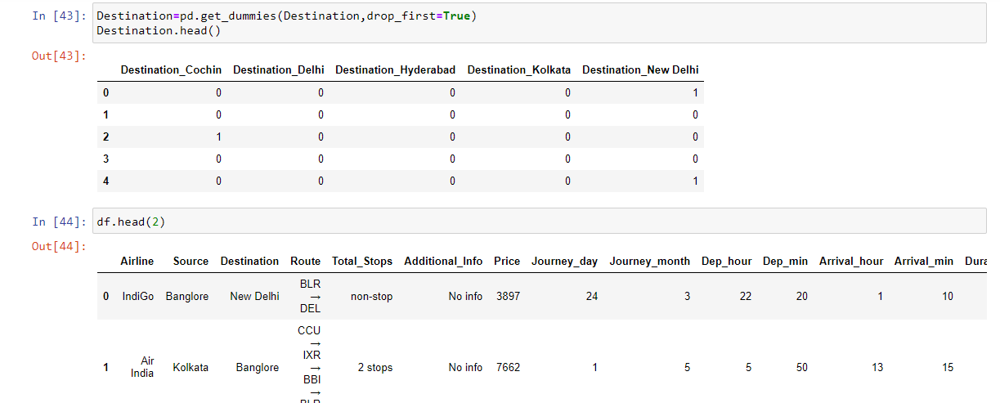 In [43]: Destination=pd.get_dummies(Destination,drop_first=True)
Destination.head()
Out[43]:
Destination_Cochin Destination_Delhi Destination_Hyderabad Destination_Kolkata Destination_New Delhi
0 0 0 0 0 1
1 0 0 0 0 0
2 1 0 0 0 0
3 0 0 0 0 0
4 0 0 0 0 1
In [44]: df.head(2)
Out[44]:
Airline Source Destination Route Total_Stops Additional_Info Price Journey_day Journey_month Dep_hour Dep_min Arrival_hour Arrival_min
BLR
→
0 IndiGo Banglore New Delhi non-stop No info 3897 24 3 22 20 1 10
DEL
CCU
→
IXR
1 Air India Kolkata Banglore → 2 stops No info 7662 1 5 5 50 13 15
BBI
→